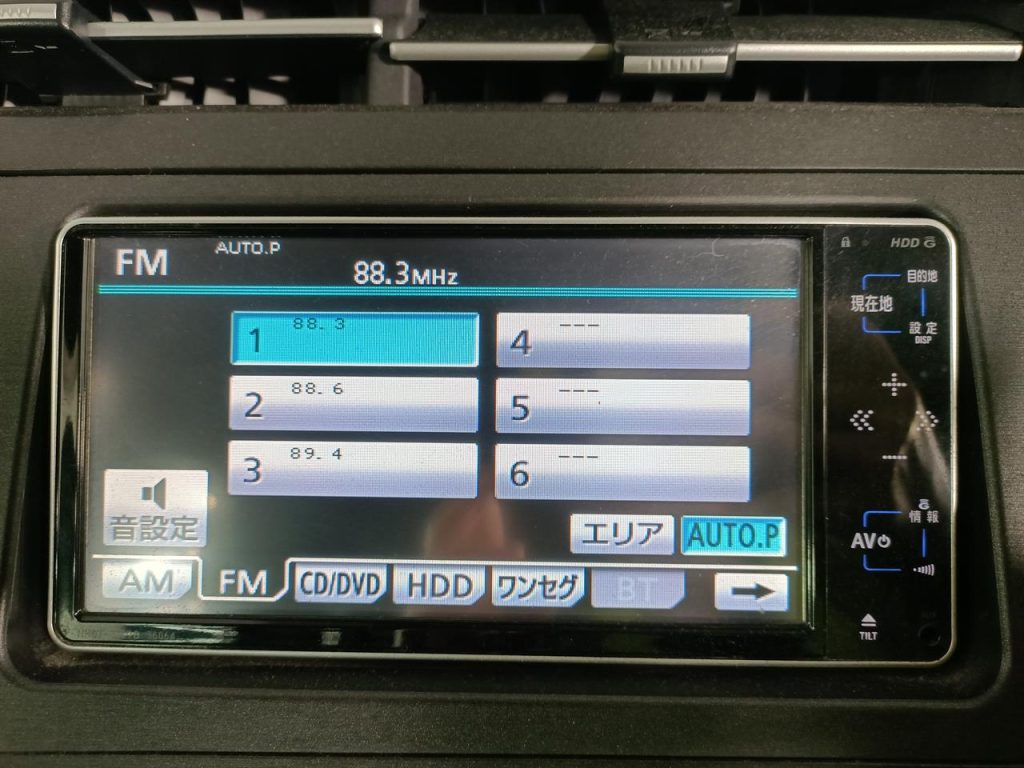 AUTO.P
FM
88.3MHz
1 88. 3
2 88. 6
3 89. 4
4 ---
5 ---
6 ---
音設定
エリア
AUTO.P
AM
FM
CD/DVD
HDD
ワンセグ
BT
HDD
目的地
現在地
設定
DISP
情報
AV
TILT